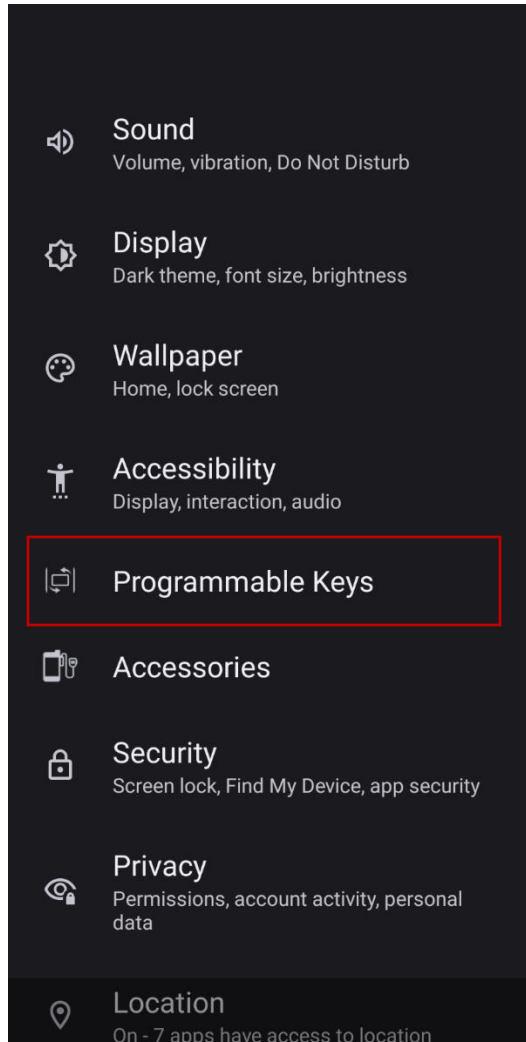 Sound
Volume, vibration, Do Not Disturb
Display
Dark theme, font size, brightness
Wallpaper
Home, lock screen
Accessibility
Display, interaction, audio
Programmable Keys
Accessories
Security
Screen lock, Find My Device, app security
Privacy
Permissions, account activity, personal
data
Location
On - 7 apps have access to location